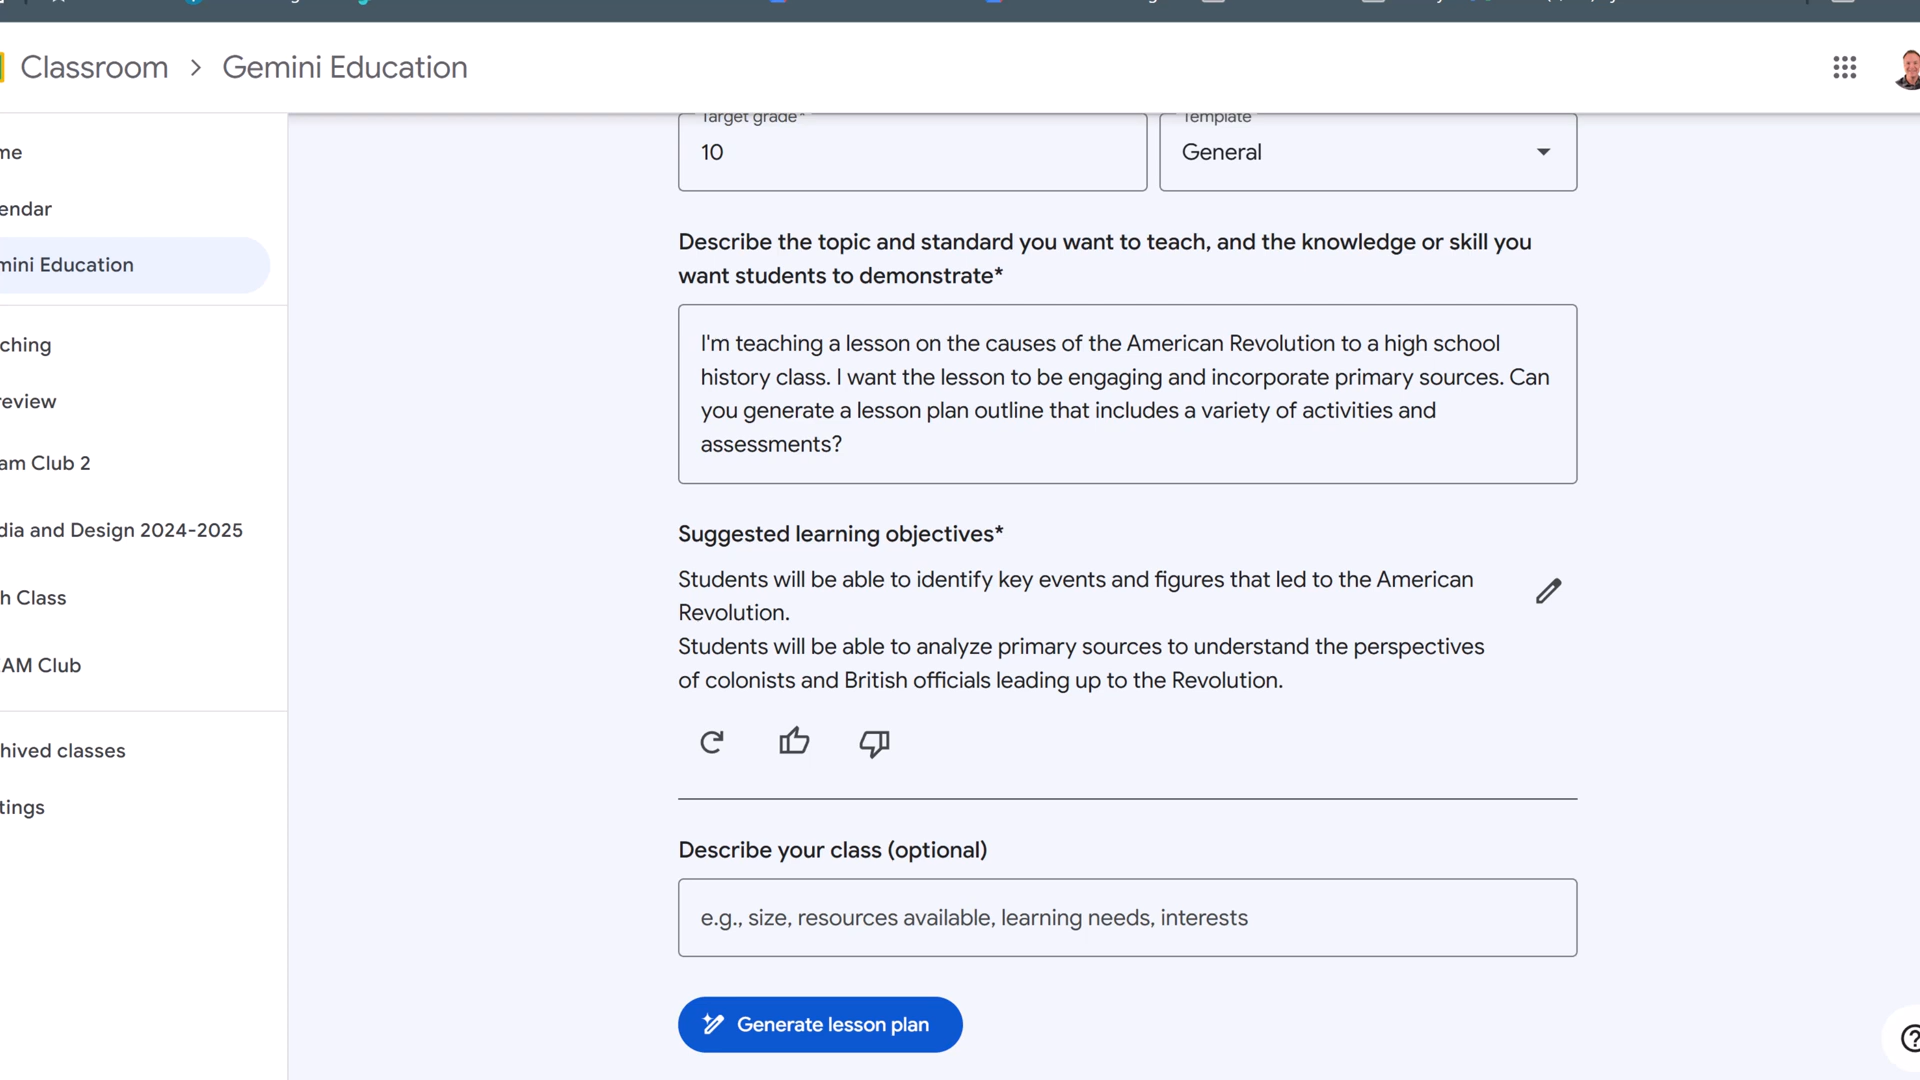 Classroom > Gemini Education
Target grade*
10
Template
General
me
endar
mini Education
ching
review
am Club 2
dia and Design 2024-2025
h Class
AM Club
hived classes
tings
Describe the topic and standard you want to teach, and the knowledge or skill you
want students to demonstrate*
I'm teaching a lesson on the causes of the American Revolution to a high school
history class. I want the lesson to be engaging and incorporate primary sources. Can
you generate a lesson plan outline that includes a variety of activities and
assessments?
Suggested learning objectives*
Students will be able to identify key events and figures that led to the American
Revolution.
Students will be able to analyze primary sources to understand the perspectives
of colonists and British officials leading up to the Revolution.
Describe your class (optional)
e.g., size, resources available, learning needs, interests
Generate lesson plan